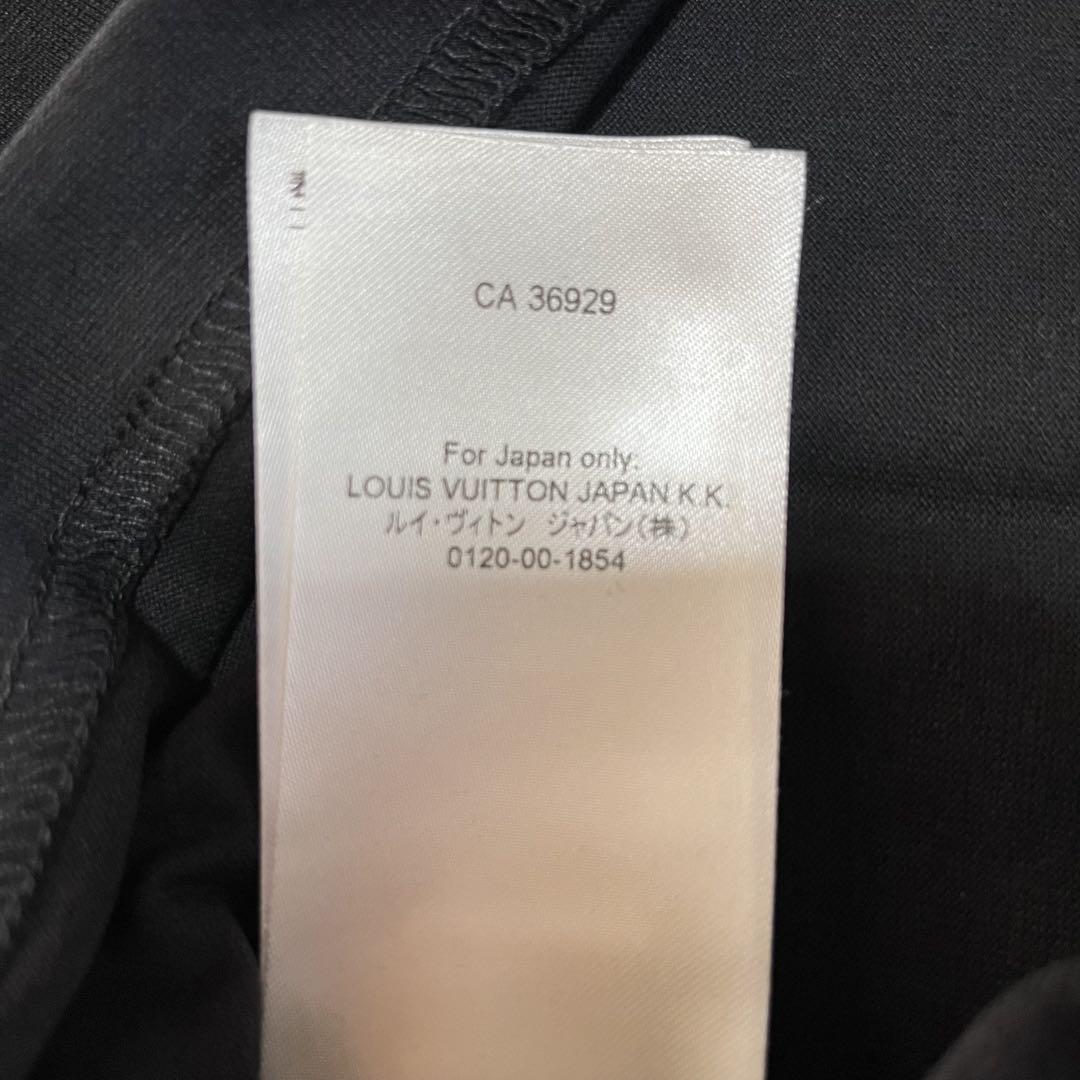 CA 36929
For Japan only:
LOUIS VUITTON JAPAN K.K.
ルイ・ヴィトン ジャパン(株)
0120-00-1854